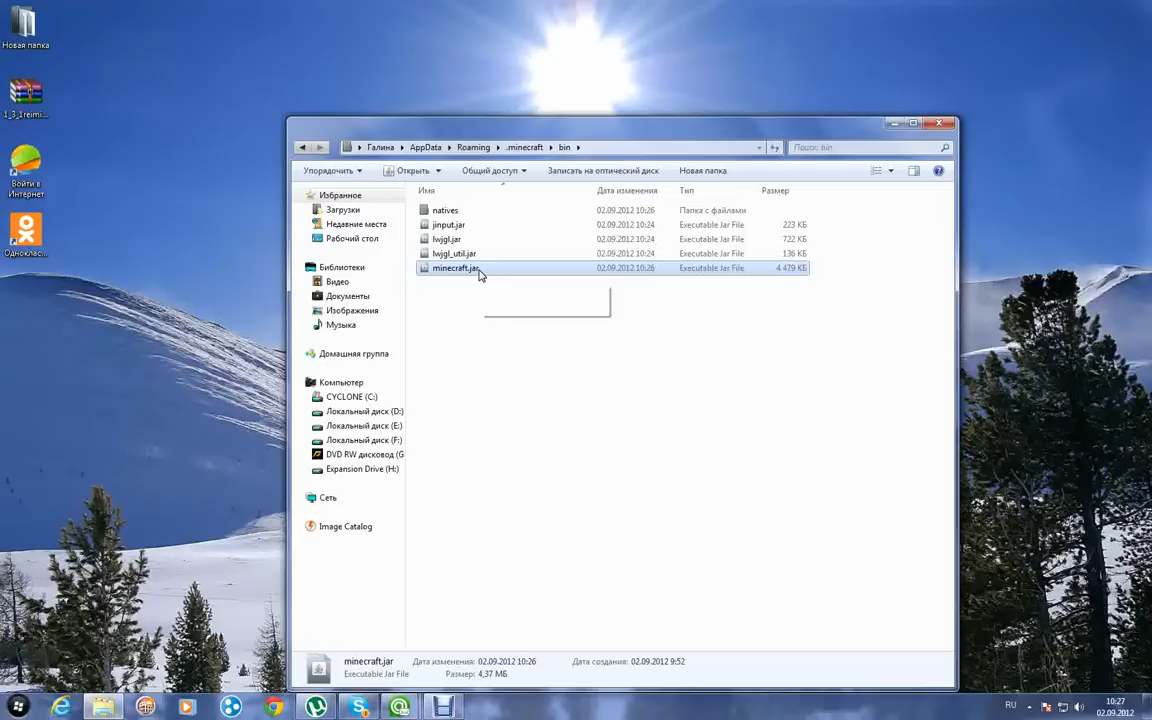 Новая папка
1_3_1reimi...
Войти в
Интернет
Одноклас...
Галина AppData Roaming .minecraft bin
Поиск: bin
Упорядочить Открыть Общий доступ Записать на оптический диск Новая папка
Избранное
Загрузки
Недавние места
Рабочий стол
Библиотеки
Видео
Документы
Изображения
Музыка
Домашняя группа
Компьютер
CYCLONE (C:)
Локальный диск (D:)
Локальный диск (E:)
Локальный диск (F:)
DVD RW дисковод (G
Expansion Drive (H:)
Сеть
Image Catalog
Имя Дата изменения Тип Размер
natives 02.09.2012 10:26 Папка с файлами
jinput.jar 02.09.2012 10:24 Executable Jar File 223 КБ
lwjgl.jar 02.09.2012 10:24 Executable Jar File 722 КБ
lwjgl_util.jar 02.09.2012 10:24 Executable Jar File 136 КБ
minecraft.jar 02.09.2012 10:26 Executable Jar File 4 479 КБ
minecraft.jar Дата изменения: 02.09.2012 10:26 Дата создания: 02.09.2012 9:52
Executable Jar File Размер: 4,37 МБ
RU
10:27
02.09.2012